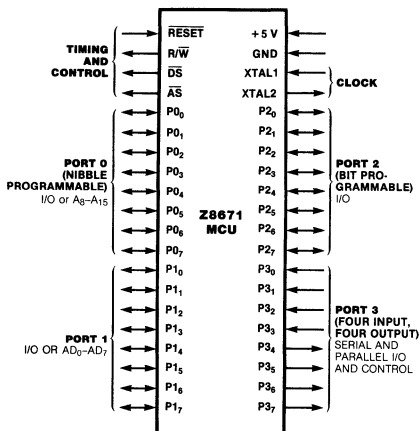 TIMING
AND
CONTROL
RESET
R/W
DS
AS
+5 V
GND
XTAL1
XTAL2
CLOCK
PORT 0
(NIBBLE
PROGRAMMABLE)
I/O or A8–A15
P00
P01
P02
P03
P04
P05
P06
P07
Z8671
MCU
P20
P21
P22
P23
P24
P25
P26
P27
PORT 2
(BIT PRO-
GRAMMABLE)
I/O
PORT 1
I/O OR AD0–AD7
P10
P11
P12
P13
P14
P15
P16
P17
P30
P31
P32
P33
P34
P35
P36
P37
PORT 3
(FOUR INPUT,
FOUR OUTPUT)
SERIAL AND
PARALLEL I/O
AND CONTROL